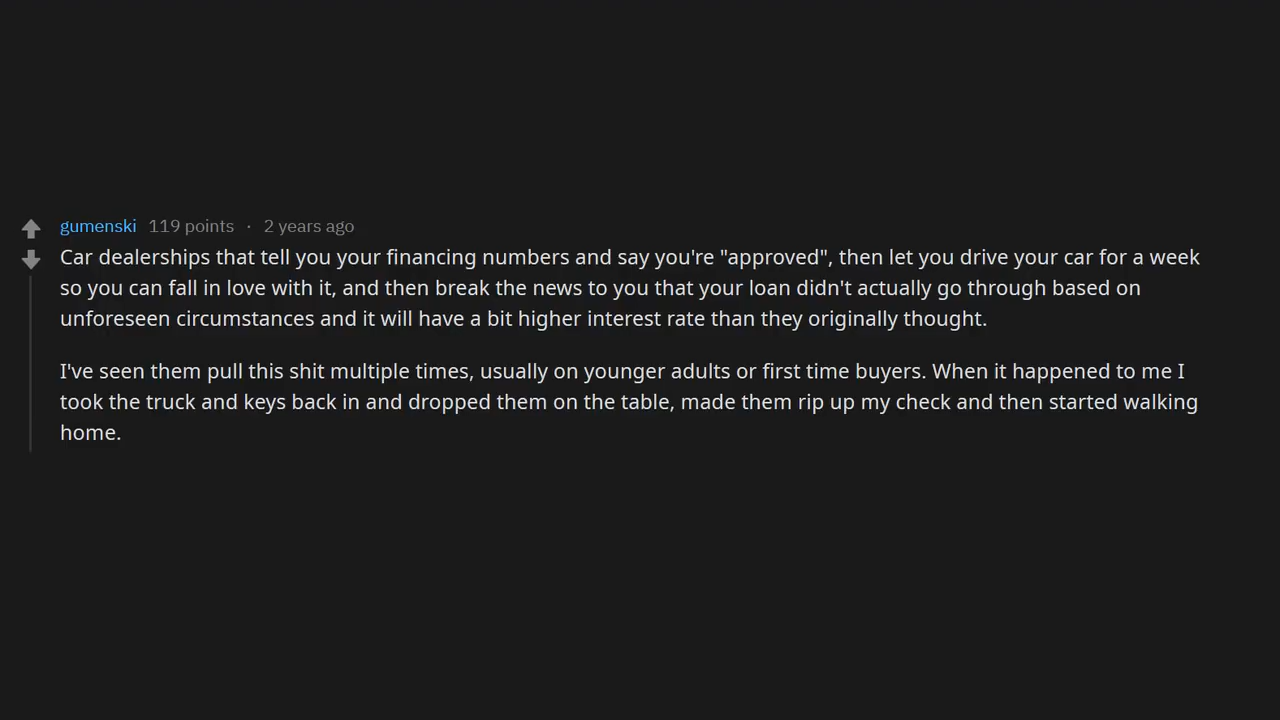 gumenski 119 points · 2 years ago
Car dealerships that tell you your financing numbers and say you're "approved", then let you drive your car for a week
so you can fall in love with it, and then break the news to you that your loan didn't actually go through based on
unforeseen circumstances and it will have a bit higher interest rate than they originally thought.
I've seen them pull this shit multiple times, usually on younger adults or first time buyers. When it happened to me I
took the truck and keys back in and dropped them on the table, made them rip up my check and then started walking
home.